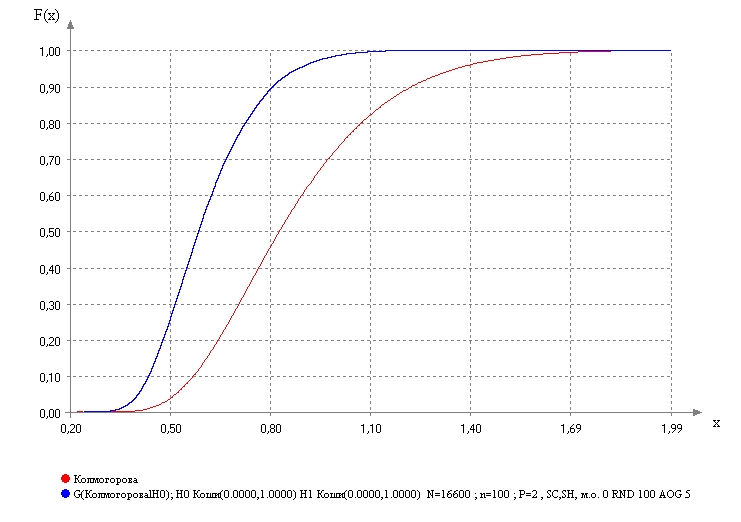 F(x)
1,00
0,90
0,80
0,70
0,60
0,50
0,40
0,30
0,20
0,10
0,00
0,20 0,50 0,80 1,10 1,40 1,69 1,99
x
Колмогорова
G(Колмогорова|H0); H0 Коши(0.0000,1.0000) H1 Коши(0.0000,1.0000) N=16600 ; n=100 ; P=2 , SC,SH, м.о. 0 RND 100 AOG 5